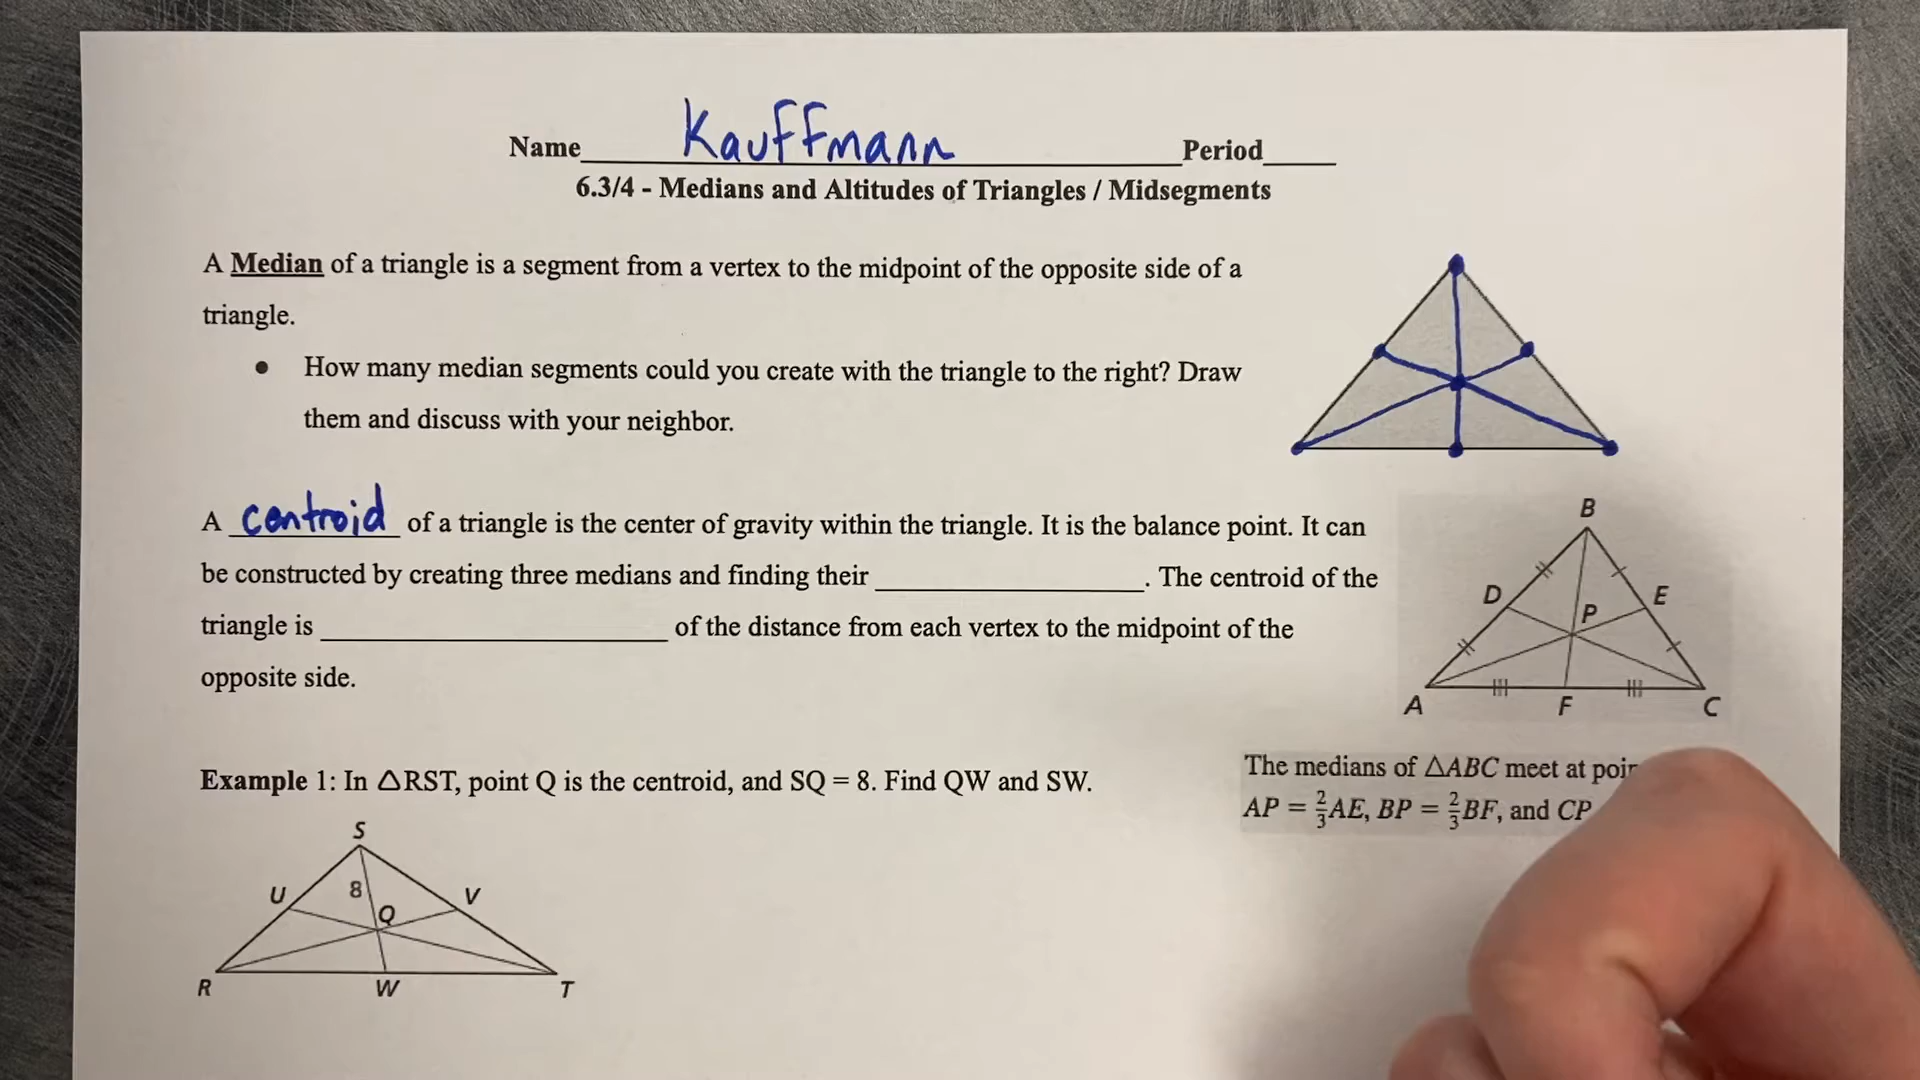 Name Kauffmann Period
6.3/4 - Medians and Altitudes of Triangles / Midsegments
A Median of a triangle is a segment from a vertex to the midpoint of the opposite side of a
triangle.
● How many median segments could you create with the triangle to the right? Draw
them and discuss with your neighbor.
A centroid of a triangle is the center of gravity within the triangle. It is the balance point. It can
be constructed by creating three medians and finding their ____________. The centroid of the
triangle is ____________ of the distance from each vertex to the midpoint of the
opposite side.
B
D
E
P
A
F
C
The medians of △ABC meet at
AP = 2/3 AE, BP = 2/3 BF, and CP
Example 1: In △RST, point Q is the centroid, and SQ = 8. Find QW and SW.
S
U
8
V
Q
R
W
T